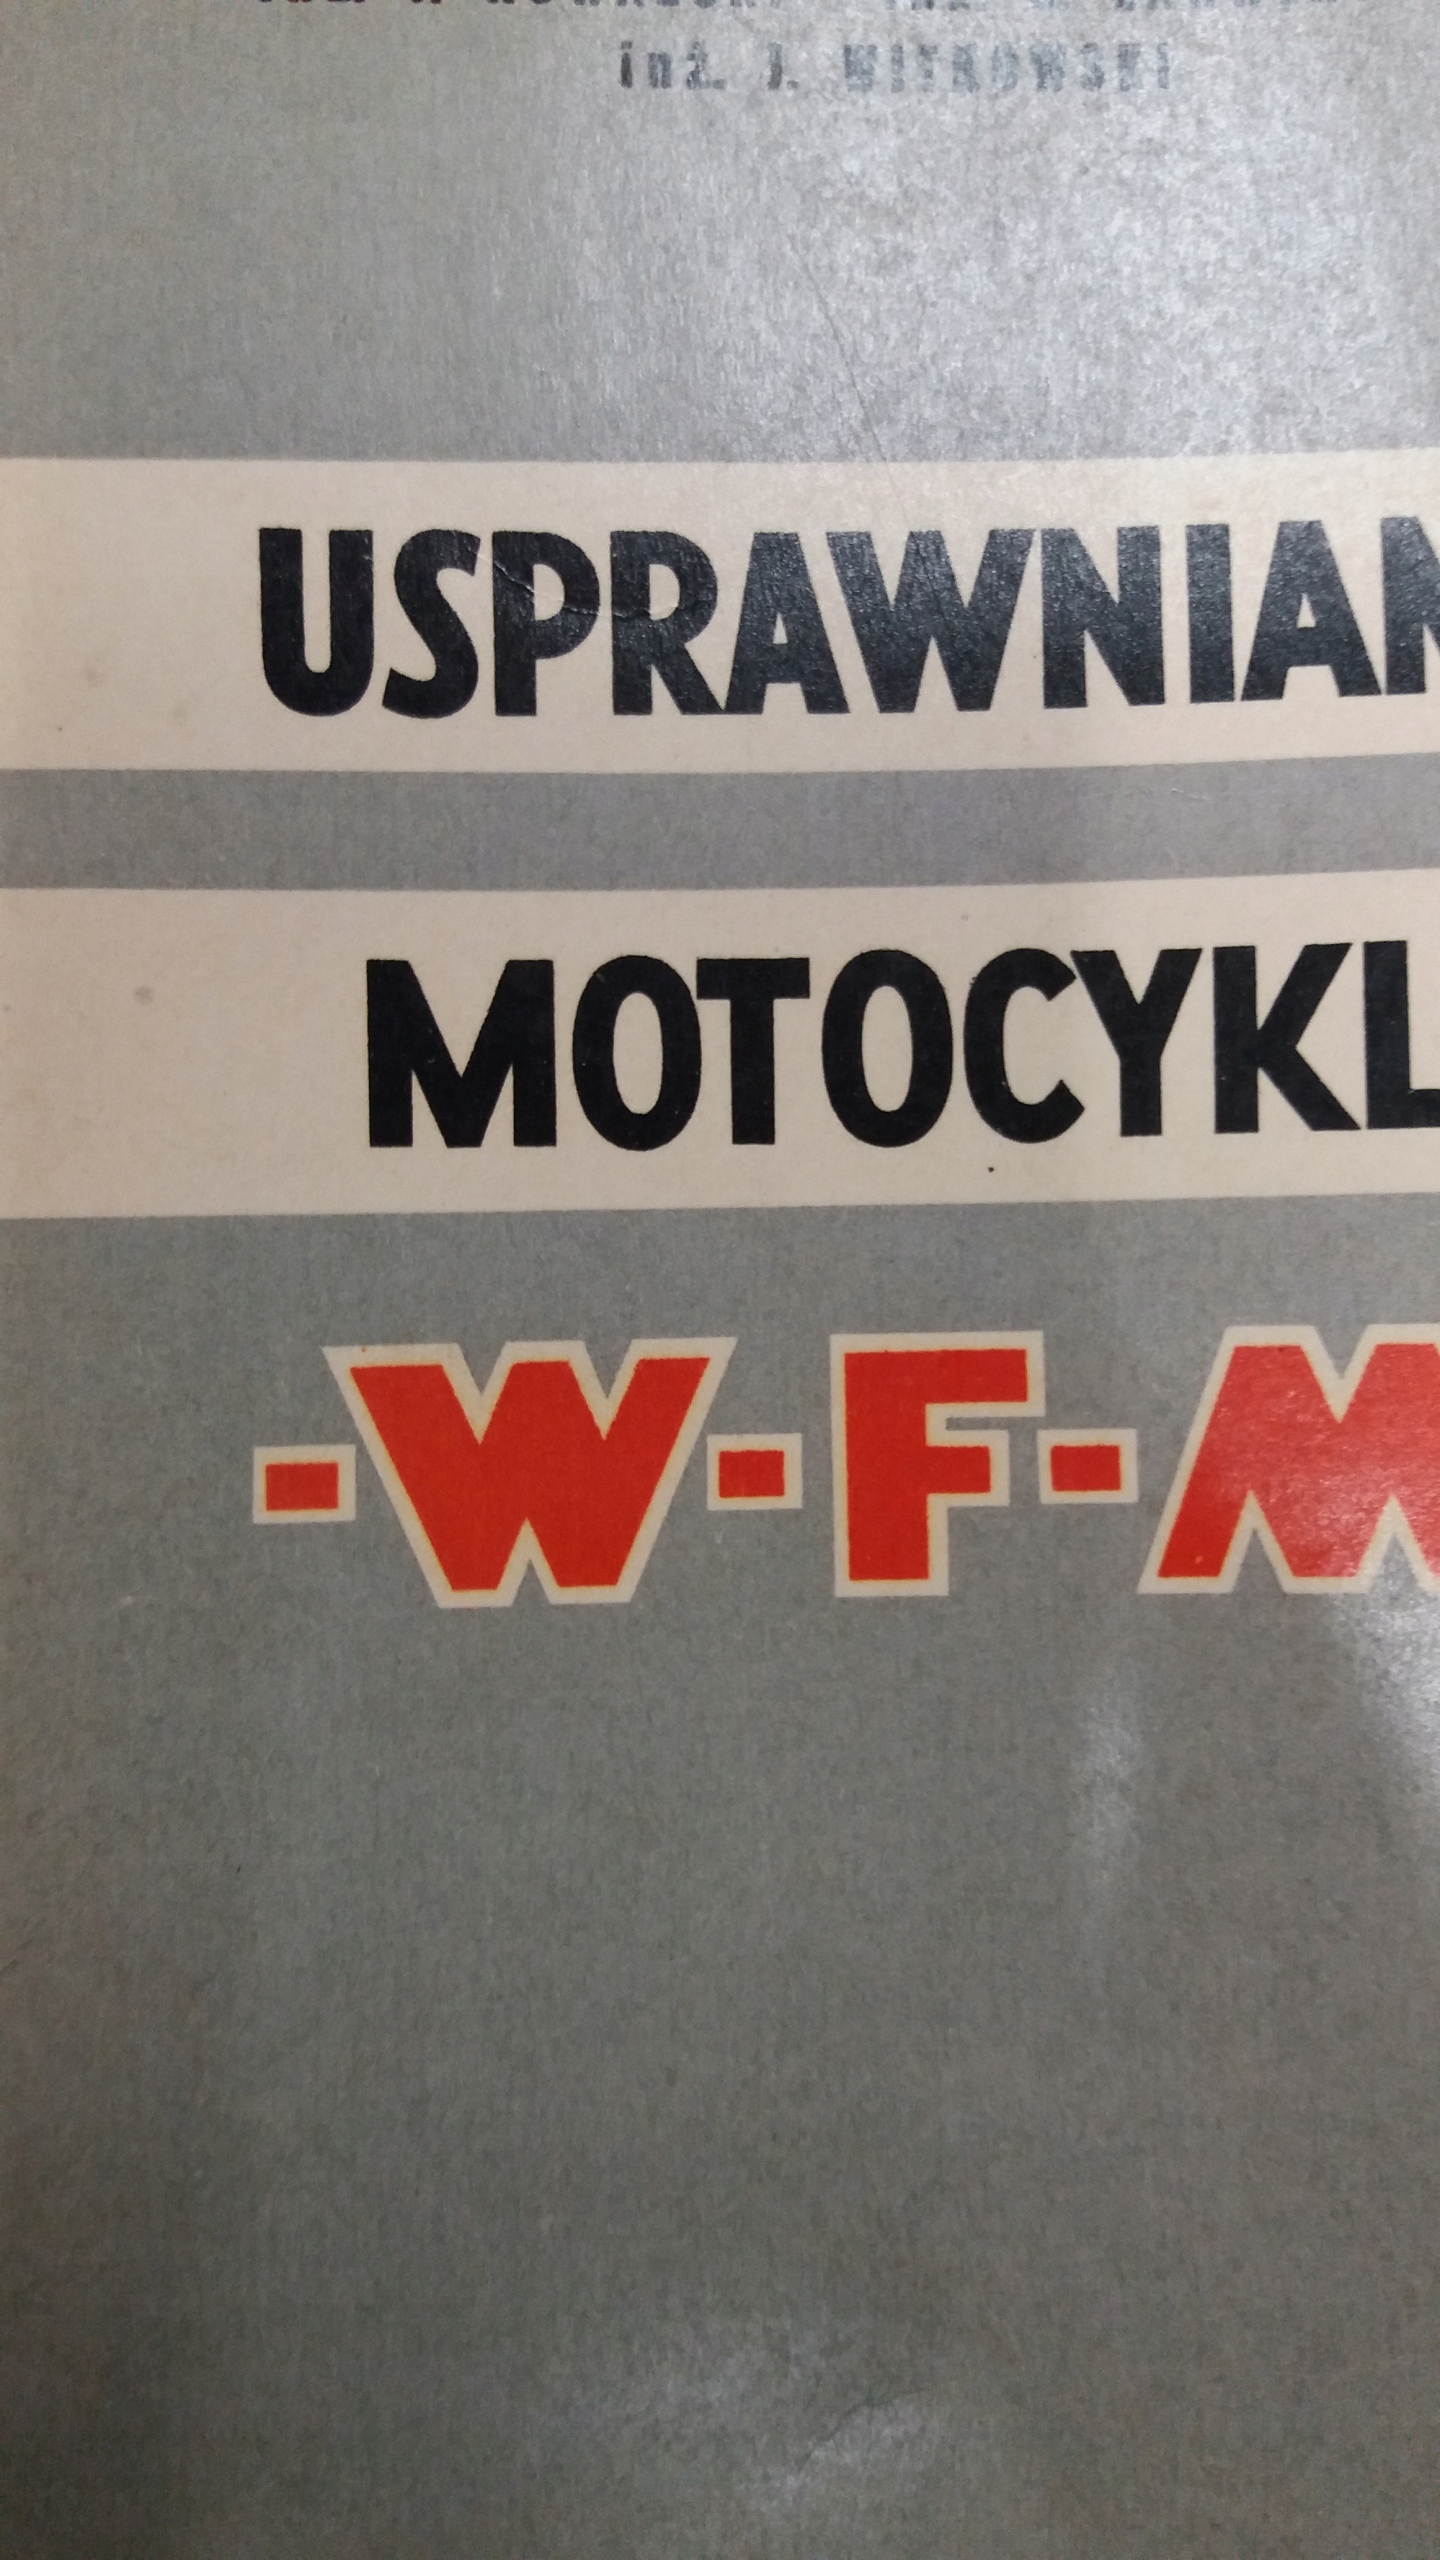 inż. J. WITKOWSKI
USPRAWNIAN
MOTOCYKL
-W-F-M